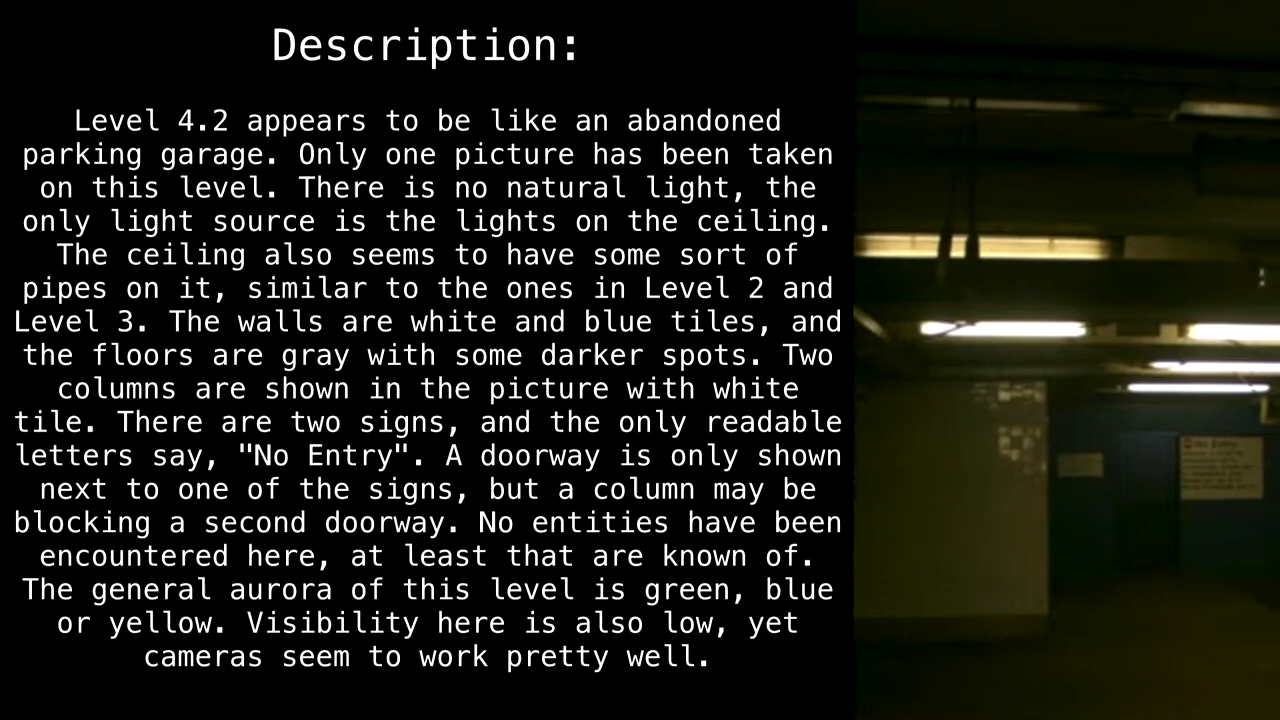 Description:
Level 4.2 appears to be like an abandoned
parking garage. Only one picture has been taken
on this level. There is no natural light, the
only light source is the lights on the ceiling.
The ceiling also seems to have some sort of
pipes on it, similar to the ones in Level 2 and
Level 3. The walls are white and blue tiles, and
the floors are gray with some darker spots. Two
columns are shown in the picture with white
tile. There are two signs, and the only readable
letters say, "No Entry". A doorway is only shown
next to one of the signs, but a column may be
blocking a second doorway. No entities have been
encountered here, at least that are known of.
The general aurora of this level is green, blue
or yellow. Visibility here is also low, yet
cameras seem to work pretty well.
No Entry